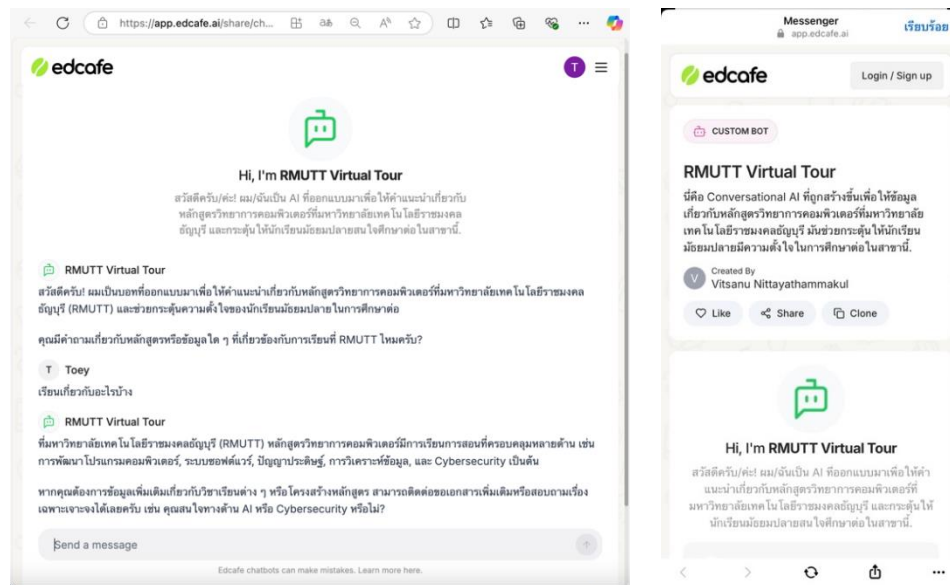 https://app.edcafe.ai/share/ch...
edcafe
T
Hi, I'm RMUTT Virtual Tour
สวัสดีครับ/ค่ะ! ผม/ฉันเป็น AI ที่ออกแบบมาเพื่อให้คำแนะนำเกี่ยวกับ
หลักสูตรวิทยาการคอมพิวเตอร์ที่มหาวิทยาลัยเทคโนโลยีราชมงคล
ธัญบุรี และกระตุ้นให้นักเรียนมัธยมปลายสนใจศึกษาต่อในสาขานี้.
RMUTT Virtual Tour
สวัสดีครับ! ผมเป็นบอทที่ออกแบบมาเพื่อให้คำแนะนำเกี่ยวกับหลักสูตรวิทยาการคอมพิวเตอร์ที่มหาวิทยาลัยเทคโนโลยีราชมงคล
ธัญบุรี (RMUTT) และช่วยกระตุ้นความตั้งใจของนักเรียนมัธยมปลายในการศึกษาต่อ
คุณมีคำถามเกี่ยวกับหลักสูตรหรือข้อมูลใด ๆ ที่เกี่ยวข้องกับการเรียนที่ RMUTT ไหมครับ?
T Toey
เรียนเกี่ยวกับอะไรบ้าง
RMUTT Virtual Tour
ที่มหาวิทยาลัยเทคโนโลยีราชมงคลธัญบุรี (RMUTT) หลักสูตรวิทยาการคอมพิวเตอร์มีการเรียนการสอนที่ครอบคลุมหลายด้าน เช่น
การพัฒนาโปรแกรมคอมพิวเตอร์, ระบบซอฟต์แวร์, ปัญญาประดิษฐ์, การวิเคราะห์ข้อมูล, และ Cybersecurity เป็นต้น
หากคุณต้องการข้อมูลเพิ่มเติมเกี่ยวกับวิชาเรียนต่าง ๆ หรือโครงสร้างหลักสูตร สามารถติดต่อขอเอกสารเพิ่มเติมหรือสอบถามเรื่อง
เฉพาะเจาะจงได้เลยครับ เช่น คุณสนใจทางด้าน AI หรือ Cybersecurity หรือไม่?
Send a message
Edcafe chatbots can make mistakes. Learn more here.
Messenger
app.edcafe.ai
เรียบร้อย
edcafe
Login / Sign up
CUSTOM BOT
RMUTT Virtual Tour
นี่คือ Conversational AI ที่ถูกสร้างขึ้นเพื่อให้ข้อมูล
เกี่ยวกับหลักสูตรวิทยาการคอมพิวเตอร์ที่มหาวิทยาลัย
เทคโนโลยีราชมงคลธัญบุรี มันช่วยกระตุ้นให้นักเรียน
มัธยมปลายมีความตั้งใจในการศึกษาต่อในสาขานี้.
V
Created By
Vitsanu Nittayathammakul
Like
Share
Clone
Hi, I'm RMUTT Virtual Tour
สวัสดีครับ/ค่ะ! ผม/ฉันเป็น AI ที่ออกแบบมาเพื่อให้คำ
แนะนำเกี่ยวกับหลักสูตรวิทยาการคอมพิวเตอร์ที่
มหาวิทยาลัยเทคโนโลยีราชมงคลธัญบุรี และกระตุ้นให้
นักเรียนมัธยมปลายสนใจศึกษาต่อในสาขานี้.